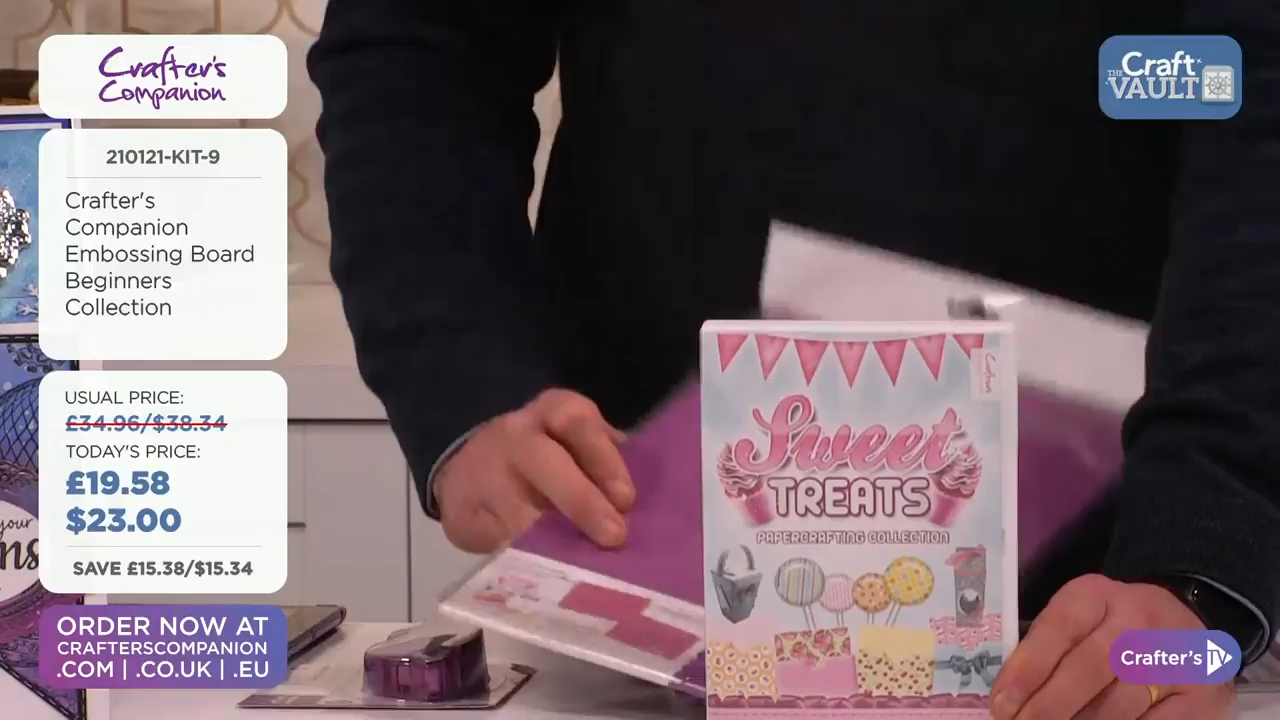 Crafter's
Companion
210121-KIT-9
Crafter's
Companion
Embossing Board
Beginners
Collection
USUAL PRICE:
£34.96/$38.34
TODAY'S PRICE:
£19.58
$23.00
SAVE £15.38/$15.34
ORDER NOW AT
CRAFTERSCOMPANION
.COM | .CO.UK | .EU
THE
Craft
VAULT
Sweet
TREATS
PAPERCRAFTING COLLECTION
your
Crafter's TV